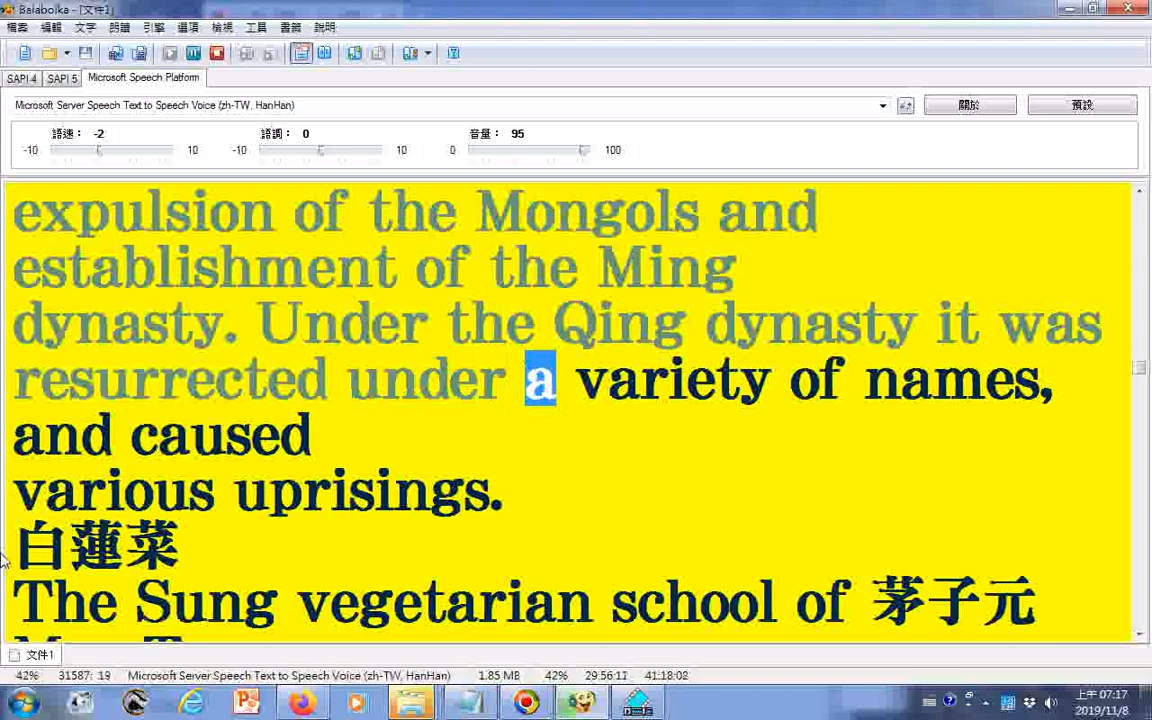 Balabolka - [文件1]
檔案 編輯 文字 朗讀 引擎 選項 檢視 工具 書籤 說明
SAPI 4 SAPI 5 Microsoft Speech Platform
Microsoft Server Speech Text to Speech Voice (zh-TW, HanHan) 關於 預設
語速： -2 語調： 0 音量： 95
-10 10 -10 10 0 100
expulsion of the Mongols and
establishment of the Ming
dynasty. Under the Qing dynasty it was
resurrected under a variety of names,
and caused
various uprisings.
白蓮菜
The Sung vegetarian school of 茅子元
文件1
42% 31587: 19 Microsoft Server Speech Text to Speech Voice (zh-TW, HanHan) 1.85 MB 42% 29:56:11 41:18:08
上午 07:17
2019/11/8